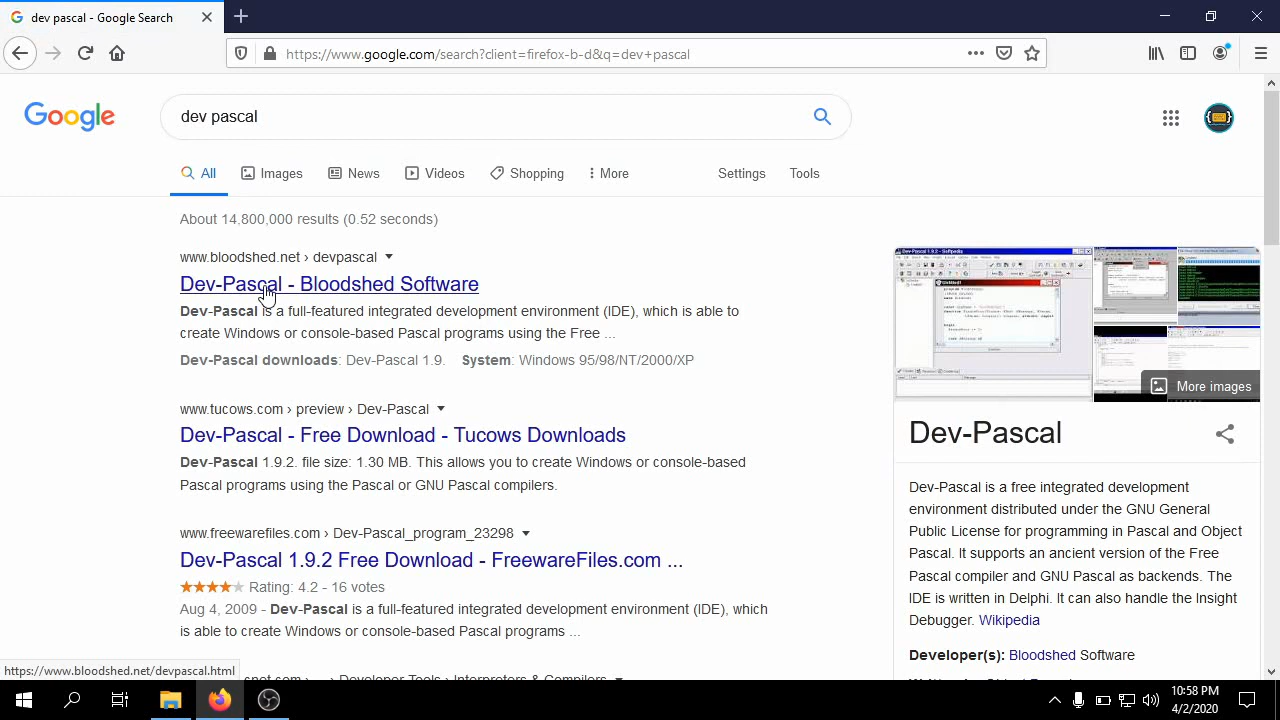 dev pascal - Google Search
https://www.google.com/search?client=firefox-b-d&q=dev+pascal
Google
dev pascal
All
Images
News
Videos
Shopping
More
Settings
Tools
About 14,800,000 results (0.52 seconds)
› devpascal
Dev-Pascal - Bloodshed Software
full-featured integrated development environment (IDE), which is able to
create Windows or console-based Pascal programs using the Free ...
Dev-Pascal downloads: Dev-Pascal 1.9 System: Windows 95/98/NT/2000/XP
www.tucows.com › preview › Dev-Pascal
Dev-Pascal - Free Download - Tucows Downloads
Dev-Pascal 1.9.2. file size: 1.30 MB. This allows you to create Windows or console-based
Pascal programs using the Pascal or GNU Pascal compilers.
www.freewarefiles.com › Dev-Pascal_program_23298
Dev-Pascal 1.9.2 Free Download - FreewareFiles.com ...
Rating: 4.2 - 16 votes
Aug 4, 2009 - Dev-Pascal is a full-featured integrated development environment (IDE), which
is able to create Windows or console-based Pascal programs ...
https://www.bloodshed.net/devpascal.html
More images
Dev-Pascal
Dev-Pascal is a free integrated development
environment distributed under the GNU General
Public License for programming in Pascal and Object
Pascal. It supports an ancient version of the Free
Pascal compiler and GNU Pascal as backends. The
IDE is written in Delphi. It can also handle the Insight
Debugger. Wikipedia
Developer(s): Bloodshed Software
10:58 PM
4/2/2020